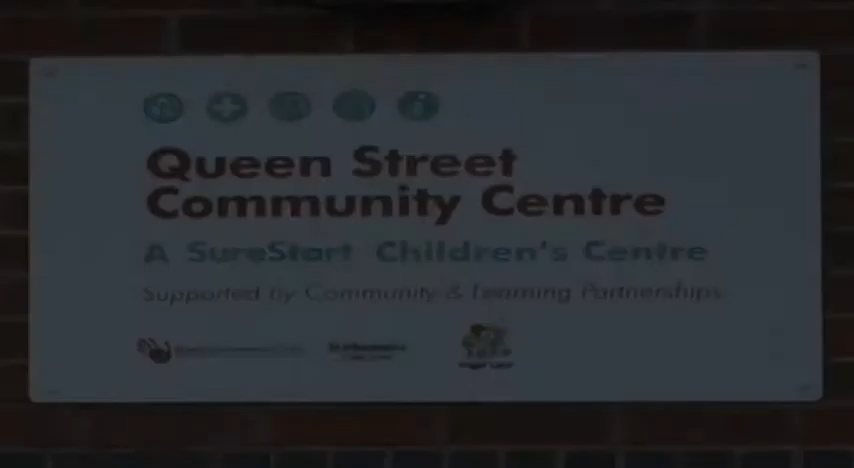 Queen Street
Community Centre
A SureStart Children's Centre
Supported by Community & Learning Partnerships